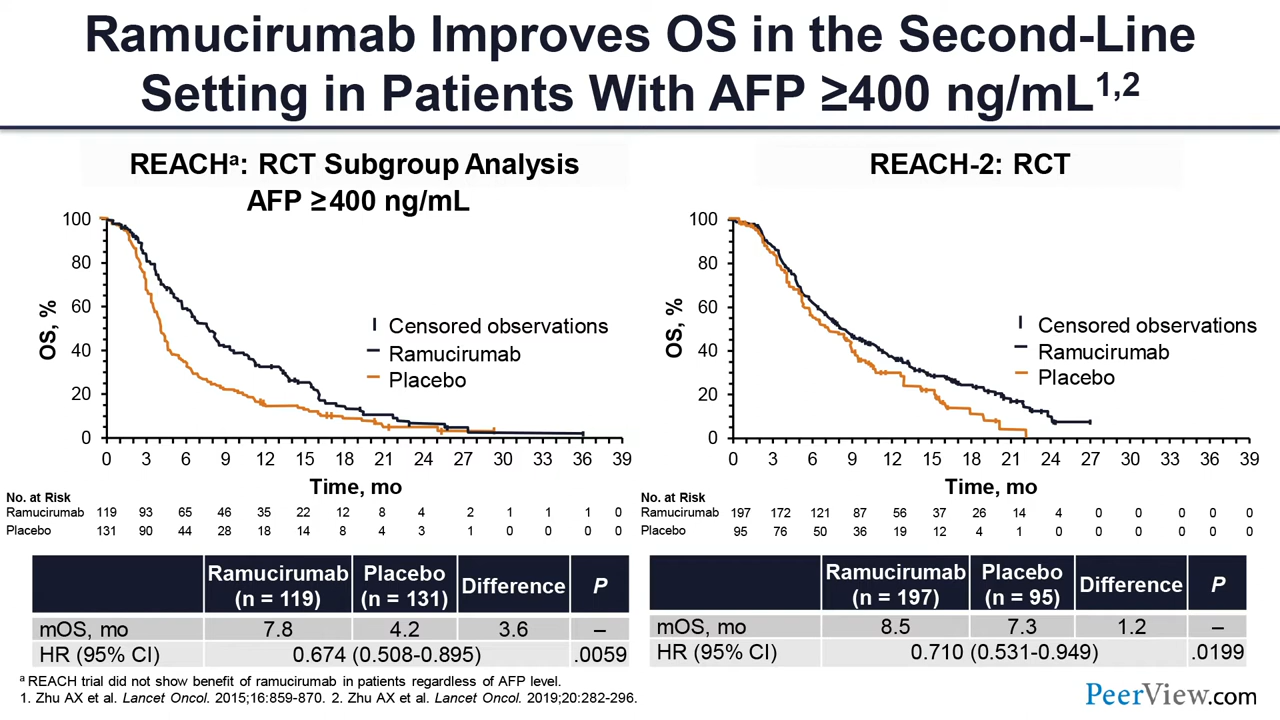 Ramucirumab Improves OS in the Second-Line
Setting in Patients With AFP ≥400 ng/mL1,2
REACHa: RCT Subgroup Analysis
AFP ≥400 ng/mL
100
80
60
40
20
0
OS, %
Censored observations
Ramucirumab
Placebo
0 3 6 9 12 15 18 21 24 27 30 33 36 39
Time, mo
No. at Risk
Ramucirumab 119 93 65 46 35 22 12 8 4 2 1 1 1 0
Placebo 131 90 44 28 18 14 8 4 3 1 0 0 0 0
Ramucirumab (n = 119) Placebo (n = 131) Difference P
mOS, mo 7.8 4.2 3.6 –
HR (95% CI) 0.674 (0.508-0.895) .0059
REACH-2: RCT
100
80
60
40
20
0
OS, %
Censored observations
Ramucirumab
Placebo
0 3 6 9 12 15 18 21 24 27 30 33 36 39
Time, mo
No. at Risk
Ramucirumab 197 172 121 87 56 37 26 14 4 0 0 0 0 0
Placebo 95 76 50 36 19 12 4 1 0 0 0 0 0 0
Ramucirumab (n = 197) Placebo (n = 95) Difference P
mOS, mo 8.5 7.3 1.2 –
HR (95% CI) 0.710 (0.531-0.949) .0199
a REACH trial did not show benefit of ramucirumab in patients regardless of AFP level.
1. Zhu AX et al. Lancet Oncol. 2015;16:859-870. 2. Zhu AX et al. Lancet Oncol. 2019;20:282-296.
PeerView.com